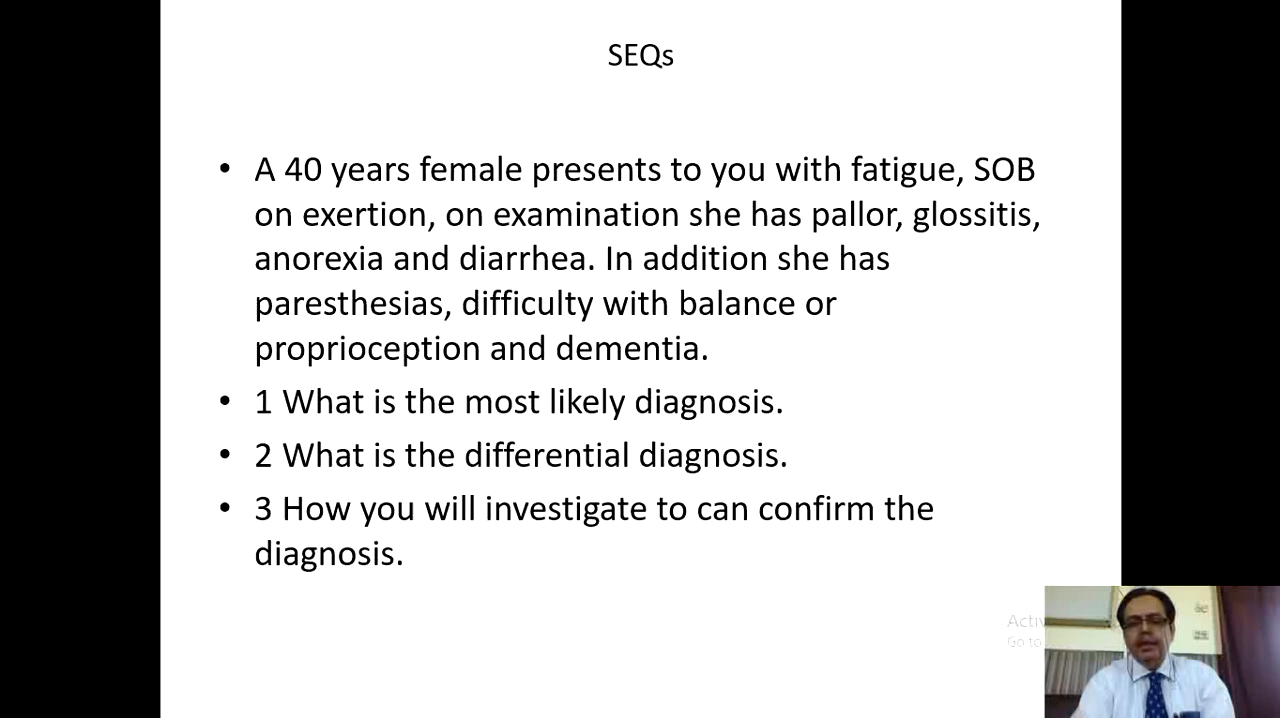 SEQs
• A 40 years female presents to you with fatigue, SOB
on exertion, on examination she has pallor, glossitis,
anorexia and diarrhea. In addition she has
paresthesias, difficulty with balance or
proprioception and dementia.
• 1 What is the most likely diagnosis.
• 2 What is the differential diagnosis.
• 3 How you will investigate to can confirm the
diagnosis.
Go to